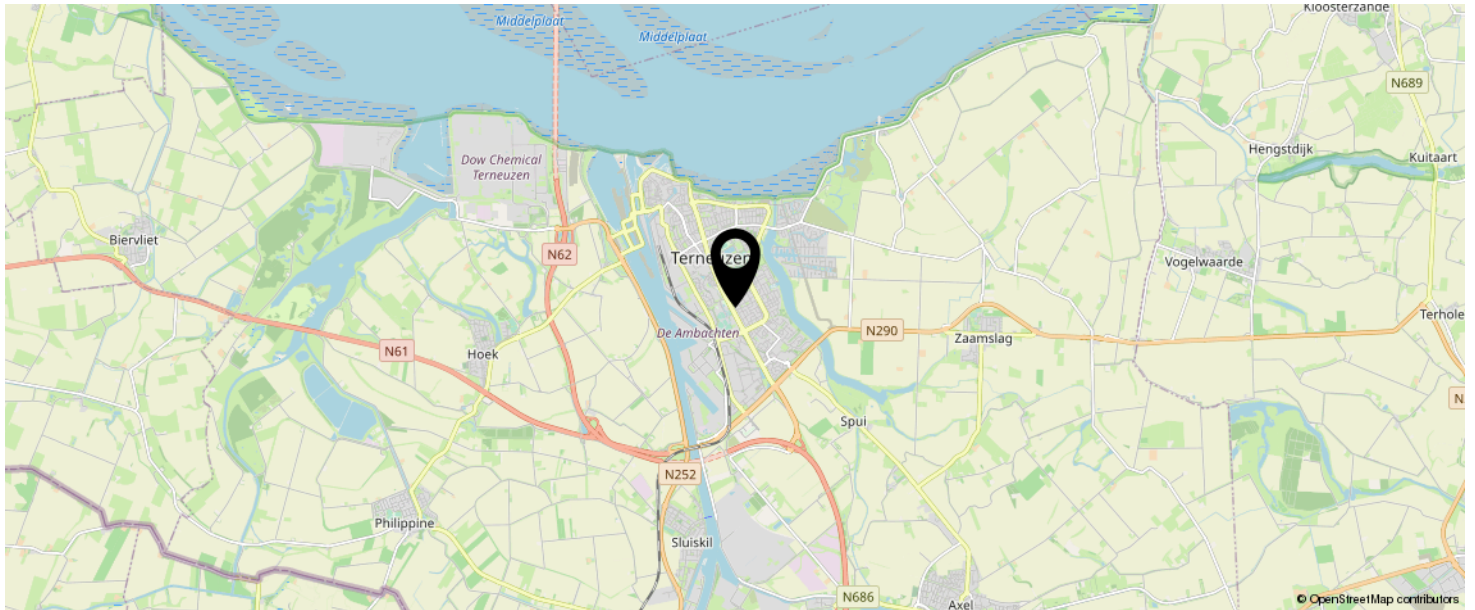 Middelplaat
Kloosterzande
Middelplaat
N689
Hengstdijk
Kuitaart
Dow Chemical
Terneuzen
Biervliet
N62
Terneuzen
Vogelwaarde
Terhole
De Ambachten
N290
Zaamslag
N61
Hoek
N
Spui
N252
Philippine
Sluiskil
N686
Axel
© OpenStreetMap contributors